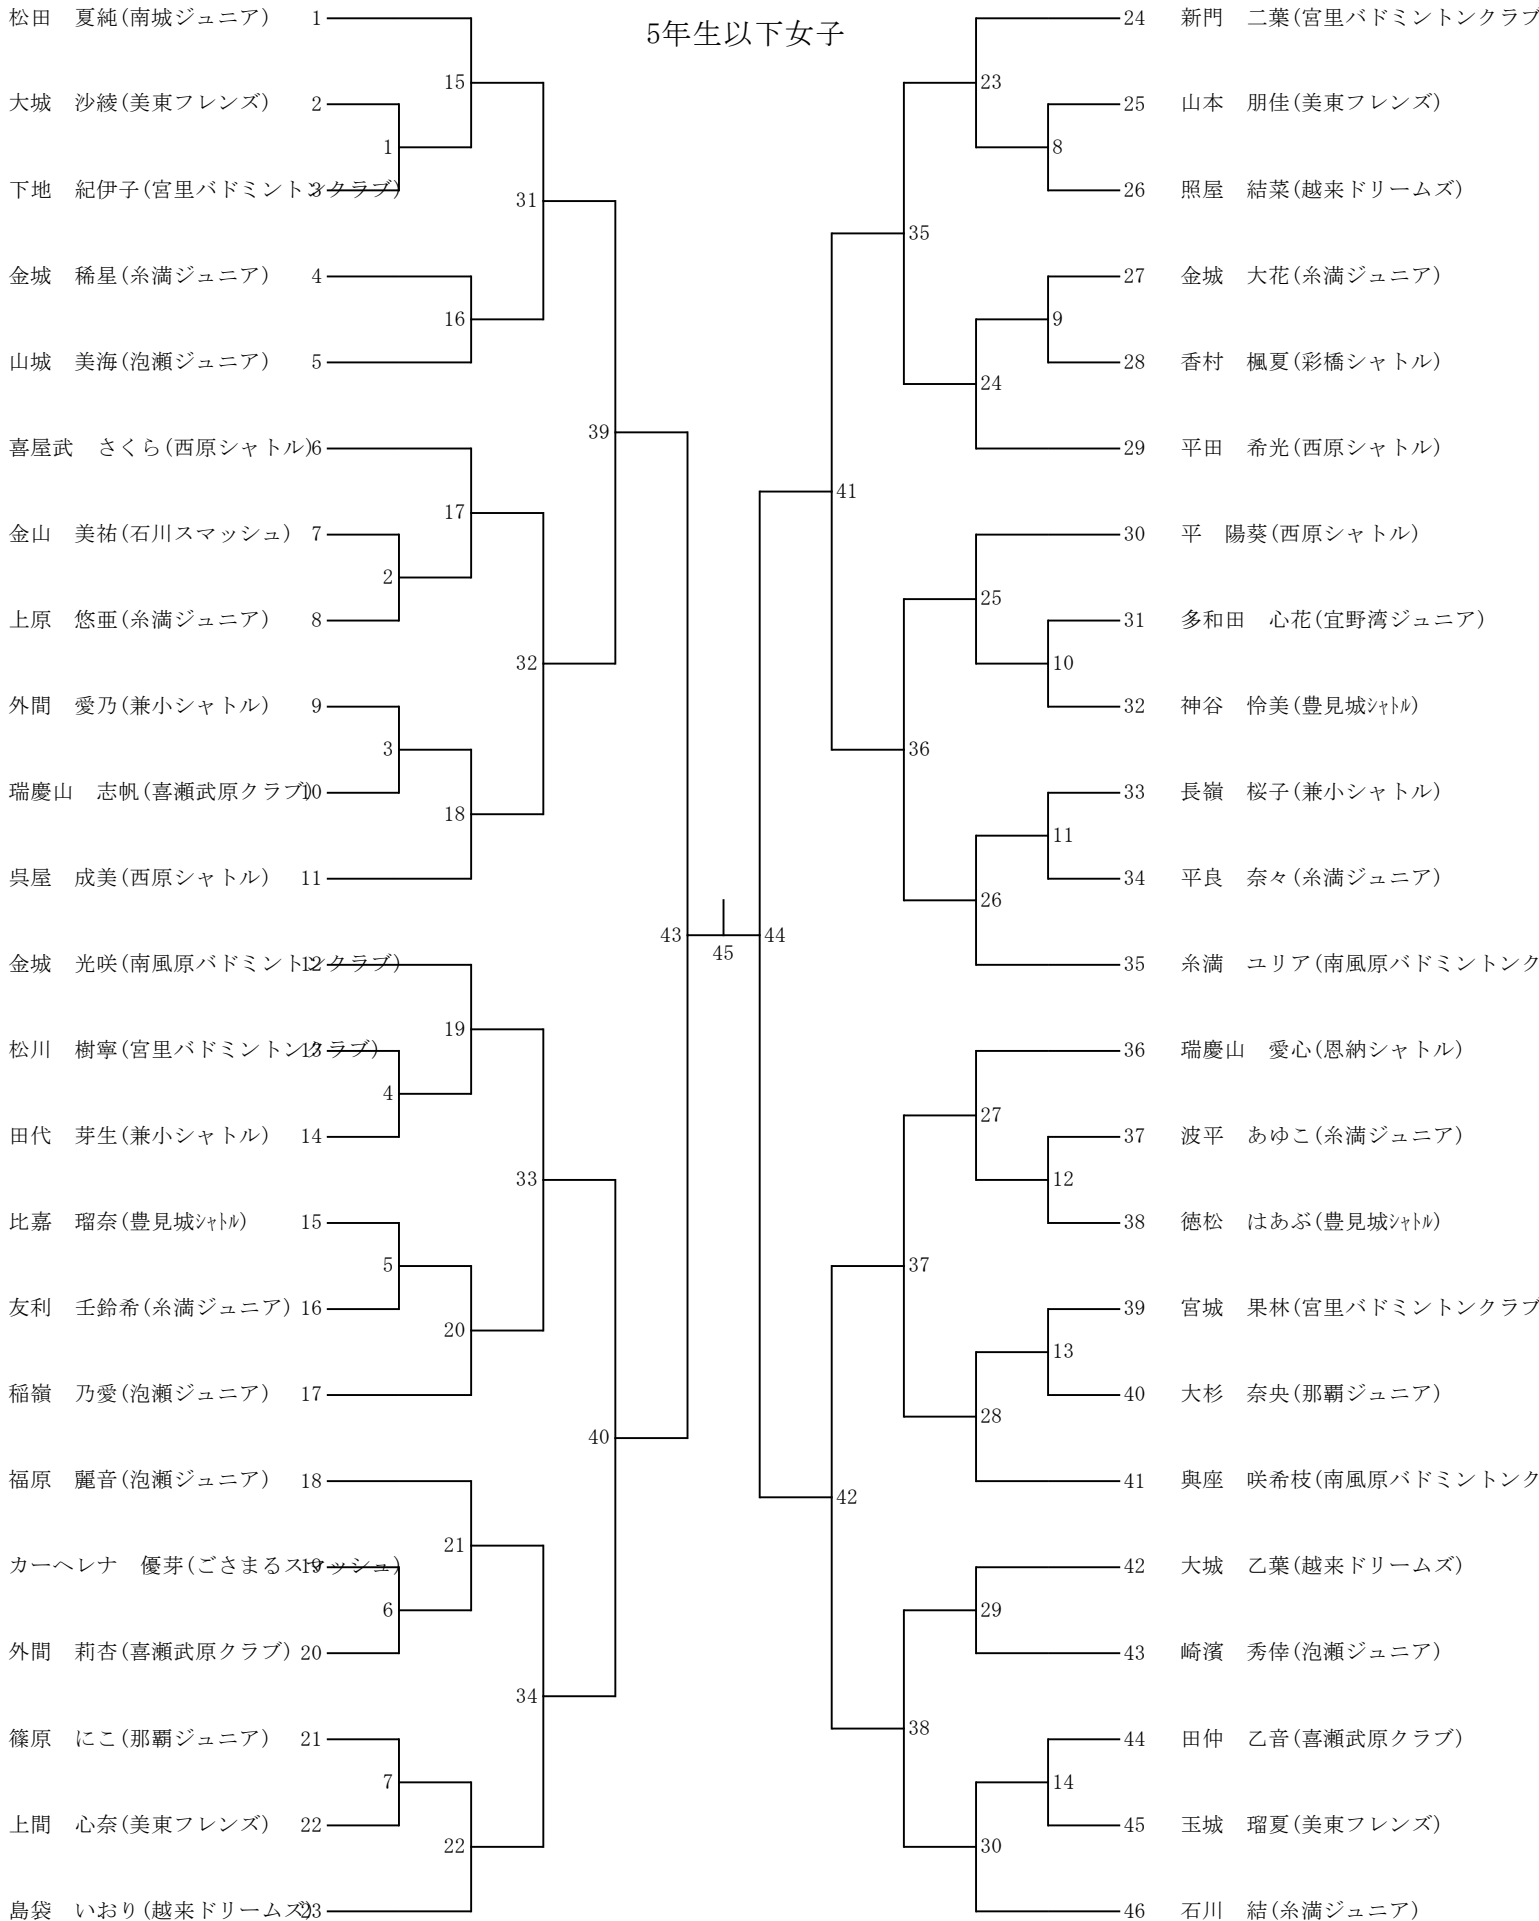 5年生以下女子
松田　夏純(南城ジュニア) 1
15
大城　沙綾(美東フレンズ) 2
1
下地　紀伊子(宮里バドミントンクラブ) 3
31
金城　稀星(糸満ジュニア) 4
16
山城　美海(泡瀬ジュニア) 5
39
喜屋武　さくら(西原シャトル) 6
17
金山　美祐(石川スマッシュ) 7
2
上原　悠亜(糸満ジュニア) 8
32
外間　愛乃(兼小シャトル) 9
3
瑞慶山　志帆(喜瀬武原クラブ) 10
18
呉屋　成美(西原シャトル) 11
43
45
44
金城　光咲(南風原バドミントンクラブ) 12
19
松川　樹寧(宮里バドミントンクラブ) 13
4
田代　芽生(兼小シャトル) 14
33
比嘉　瑠奈(豊見城ｼｬﾄﾙ) 15
5
友利　壬鈴希(糸満ジュニア) 16
20
稲嶺　乃愛(泡瀬ジュニア) 17
40
福原　麗音(泡瀬ジュニア) 18
21
カーヘレナ　優芽(ごさまるスマッシュ) 19
6
外間　莉杏(喜瀬武原クラブ) 20
34
篠原　にこ(那覇ジュニア) 21
7
上間　心奈(美東フレンズ) 22
22
島袋　いおり(越来ドリームズ) 23
24 新門　二葉(宮里バドミントンクラブ
23
25 山本　朋佳(美東フレンズ)
8
26 照屋　結菜(越来ドリームズ)
35
27 金城　大花(糸満ジュニア)
9
28 香村　楓夏(彩橋シャトル)
24
29 平田　希光(西原シャトル)
41
30 平　陽葵(西原シャトル)
25
31 多和田　心花(宜野湾ジュニア)
10
32 神谷　怜美(豊見城ｼｬﾄﾙ)
36
33 長嶺　桜子(兼小シャトル)
11
34 平良　奈々(糸満ジュニア)
26
35 糸満　ユリア(南風原バドミントンク
36 瑞慶山　愛心(恩納シャトル)
27
37 波平　あゆこ(糸満ジュニア)
12
38 徳松　はあぶ(豊見城ｼｬﾄﾙ)
37
39 宮城　果林(宮里バドミントンクラブ
13
40 大杉　奈央(那覇ジュニア)
28
41 與座　咲希枝(南風原バドミントンク
42
42 大城　乙葉(越来ドリームズ)
29
43 崎濱　秀倖(泡瀬ジュニア)
38
44 田仲　乙音(喜瀬武原クラブ)
14
45 玉城　瑠夏(美東フレンズ)
30
46 石川　結(糸満ジュニア)